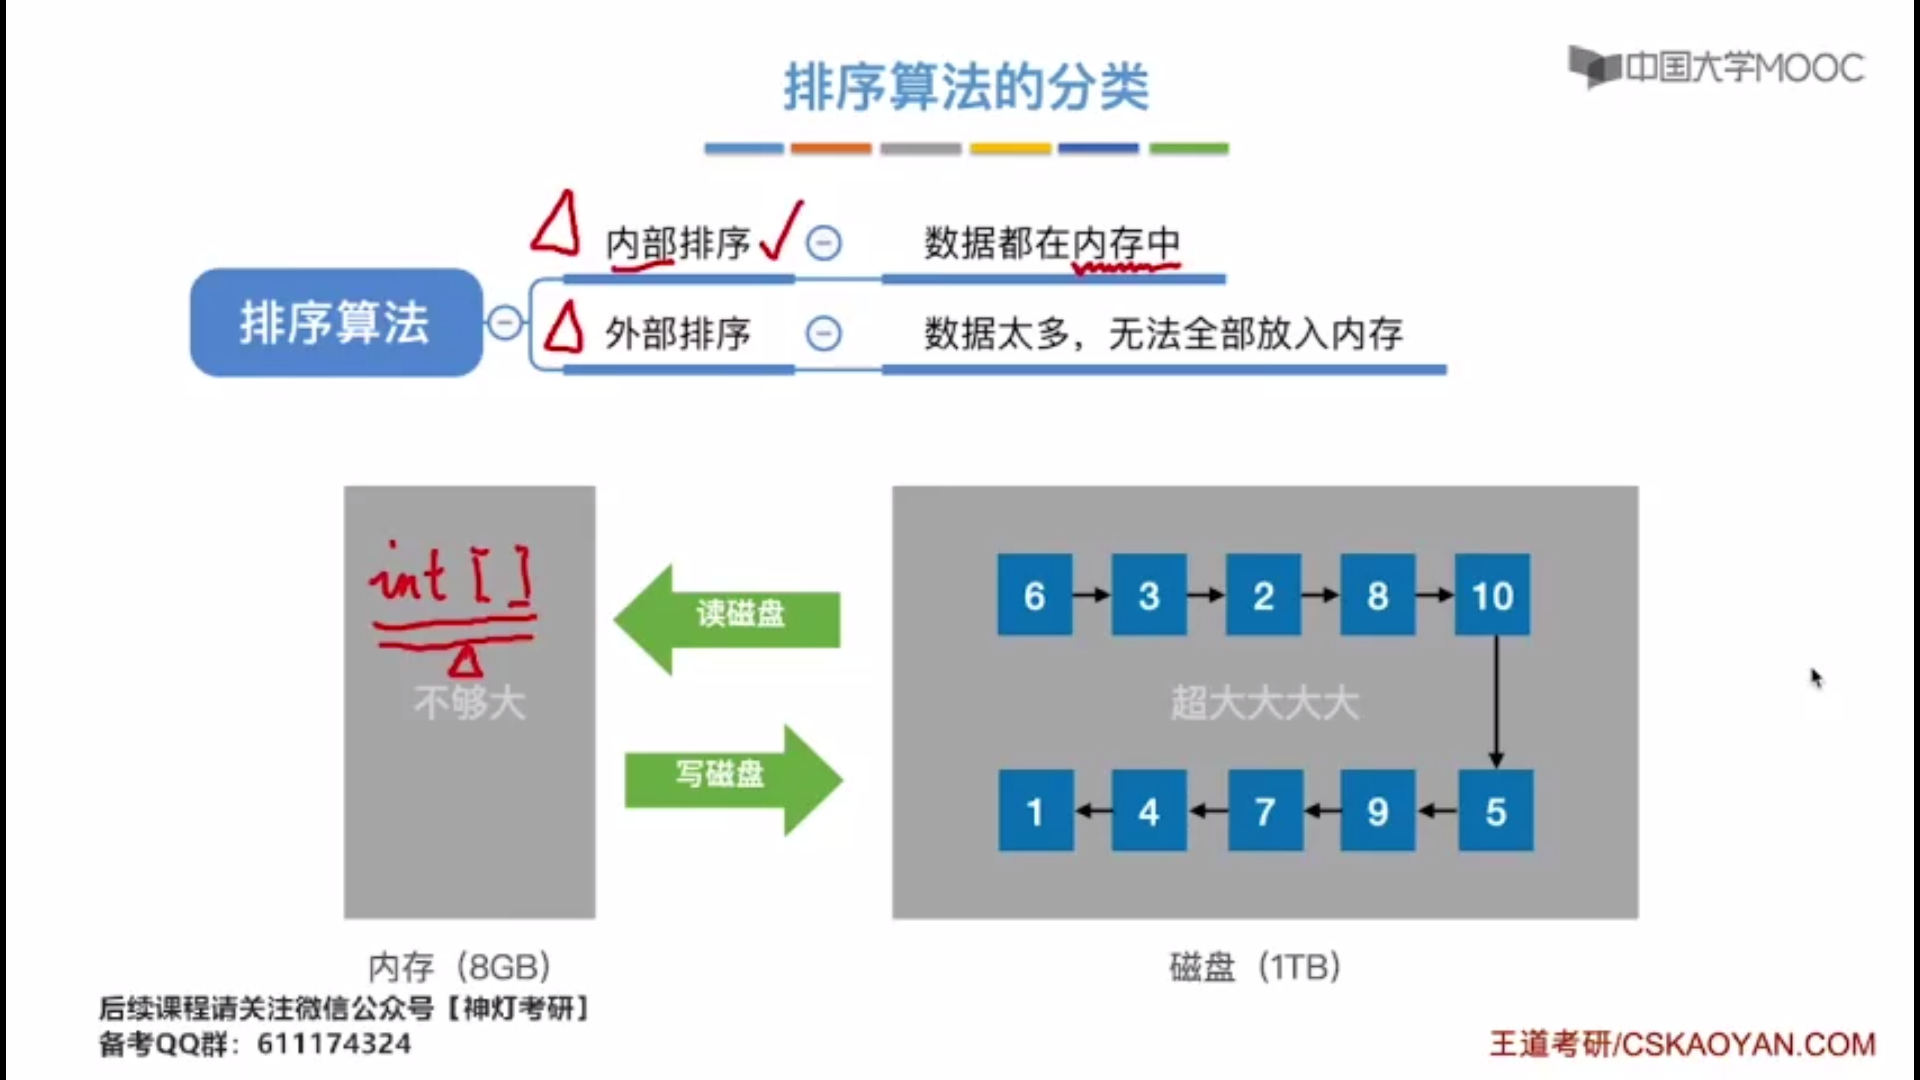 中国大学MOOC
排序算法的分类
内部排序
数据都在内存中
排序算法
外部排序
数据太多，无法全部放入内存
int [ ]
不够大
读磁盘
写磁盘
6
3
2
8
10
超大大大大
1
4
7
9
5
内存（8GB）
磁盘（1TB）
后续课程请关注微信公众号【神灯考研】
备考QQ群：611174324
王道考研/CSKAOYAN.COM